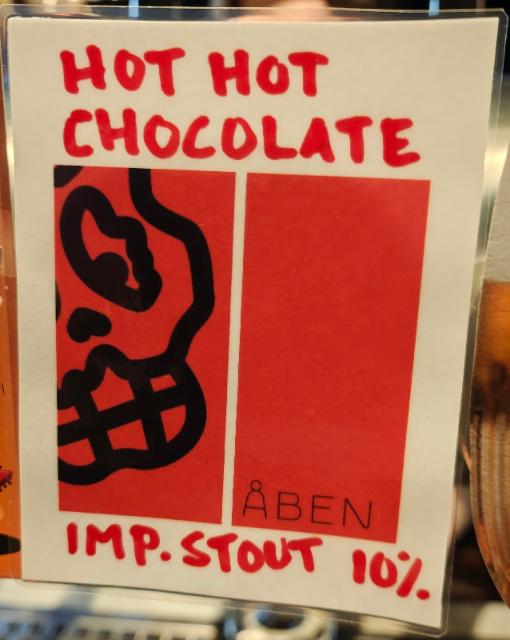 HOT HOT
CHOCOLATE
ÅBEN
IMP. STOUT 10%.